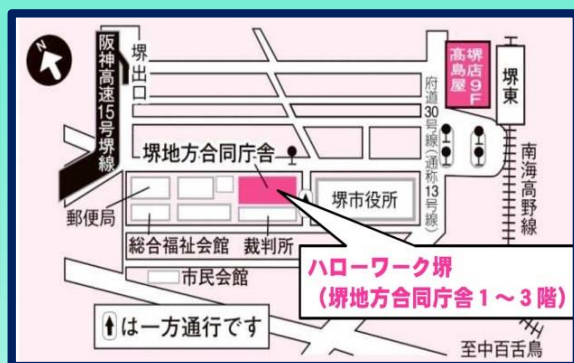 N
阪神高速15号堺線
堺出口
髙島屋
堺店9F
堺東
府道30号線(通称13号線)
南海高野線
堺地方合同庁舎
堺市役所
郵便局
総合福祉会館
裁判所
市民会館
ハローワーク堺
(堺地方合同庁舎1~3階)
は一方通行です
至中百舌鳥